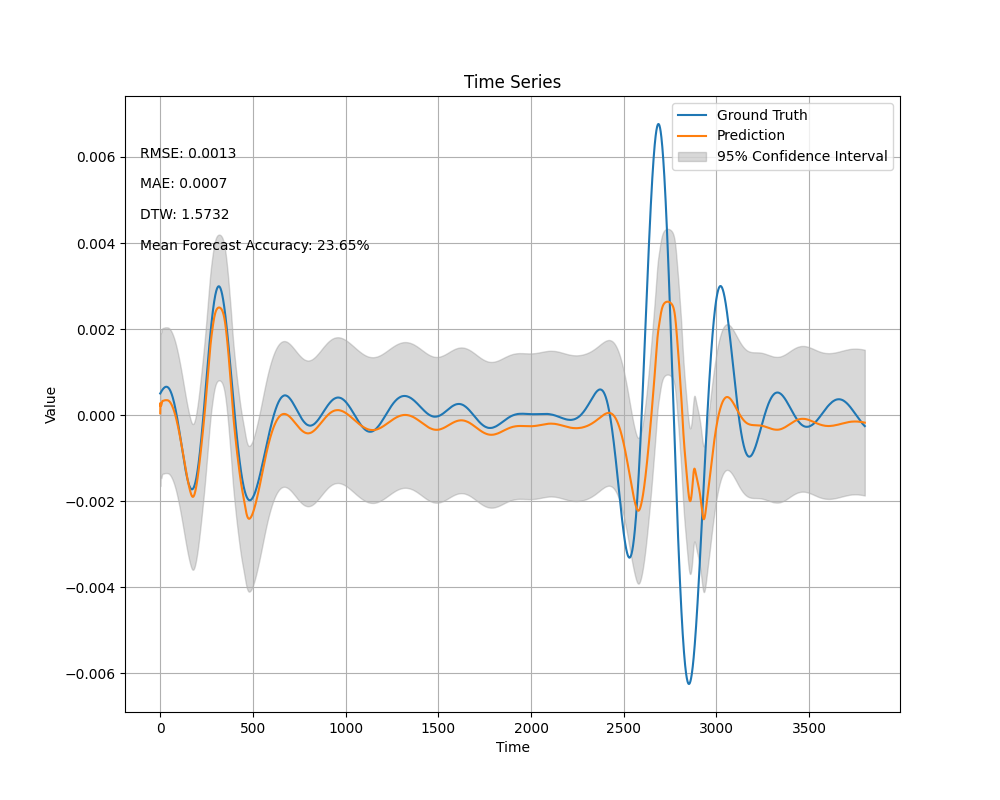 Time Series
Ground Truth
Prediction
95% Confidence Interval
RMSE: 0.0013
MAE: 0.0007
DTW: 1.5732
Mean Forecast Accuracy: 23.65%
0.006
0.004
0.002
0.000
−0.002
−0.004
−0.006
Value
0 500 1000 1500 2000 2500 3000 3500
Time